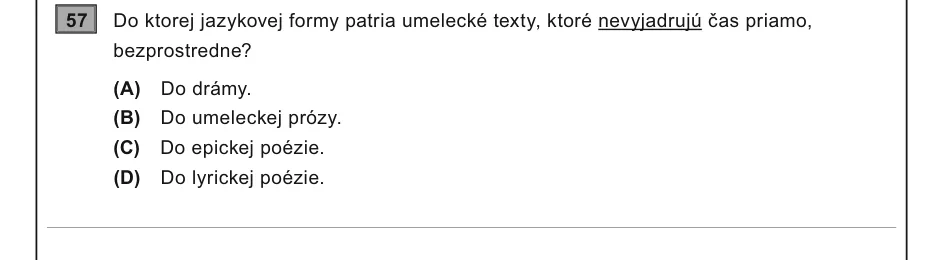 57 Do ktorej jazykovej formy patria umelecké texty, ktoré nevyjadrujú čas priamo,
bezprostredne?
(A) Do drámy.
(B) Do umeleckej prózy.
(C) Do epickej poézie.
(D) Do lyrickej poézie.